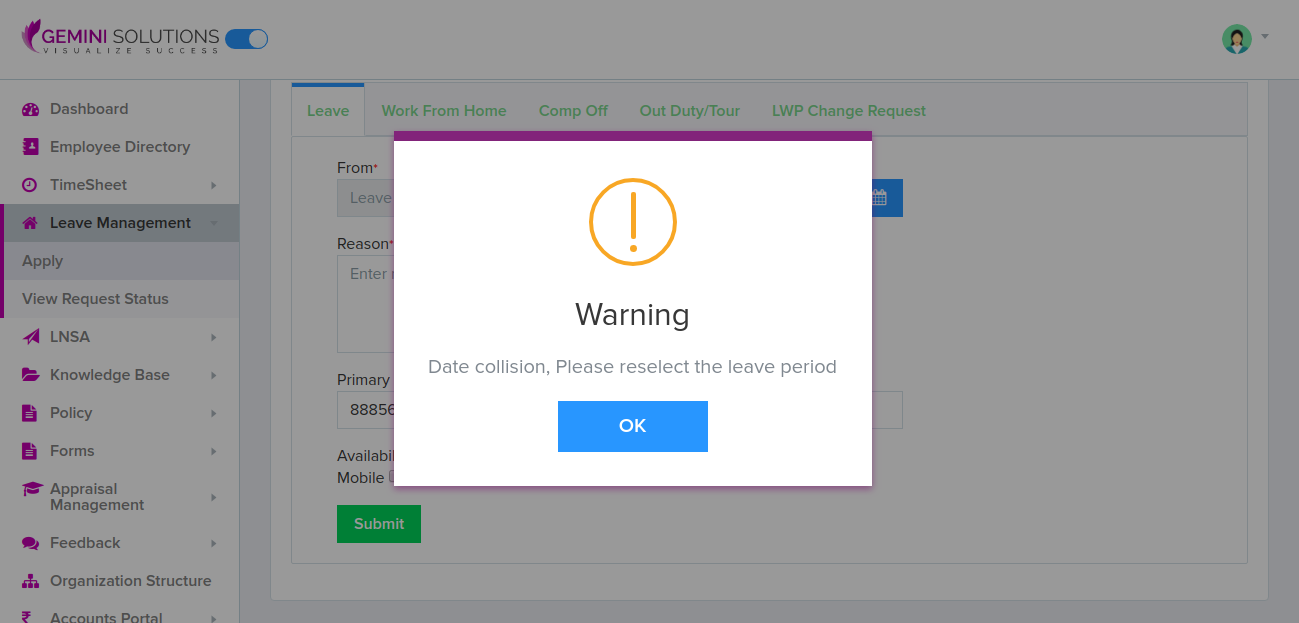 GEMINI SOLUTIONS
VISUALIZE SUCCESS
Dashboard
Employee Directory
TimeSheet
Leave Management
Apply
View Request Status
LNSA
Knowledge Base
Policy
Forms
Appraisal
Management
Feedback
Organization Structure
Accounts Portal
Leave
Work From Home
Comp Off
Out Duty/Tour
LWP Change Request
From*
Leave
Reason*
Enter
Primary
8885
Mobile
Submit
Warning
Date collision, Please reselect the leave period
OK